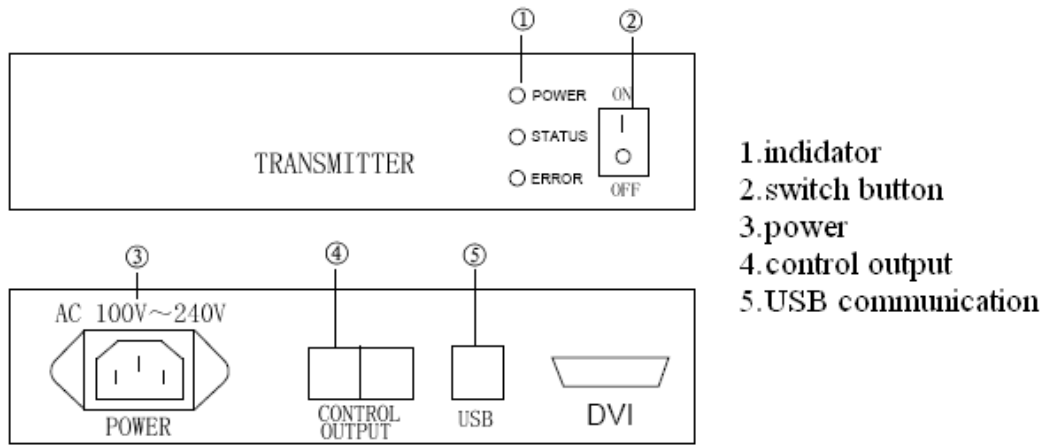 ① ②
POWER ON
STATUS
TRANSMITTER
ERROR
OFF
③ ④ ⑤
AC 100V～240V
POWER
CONTROL
OUTPUT
USB
DVI
1.indidator
2.switch button
3.power
4.control output
5.USB communication